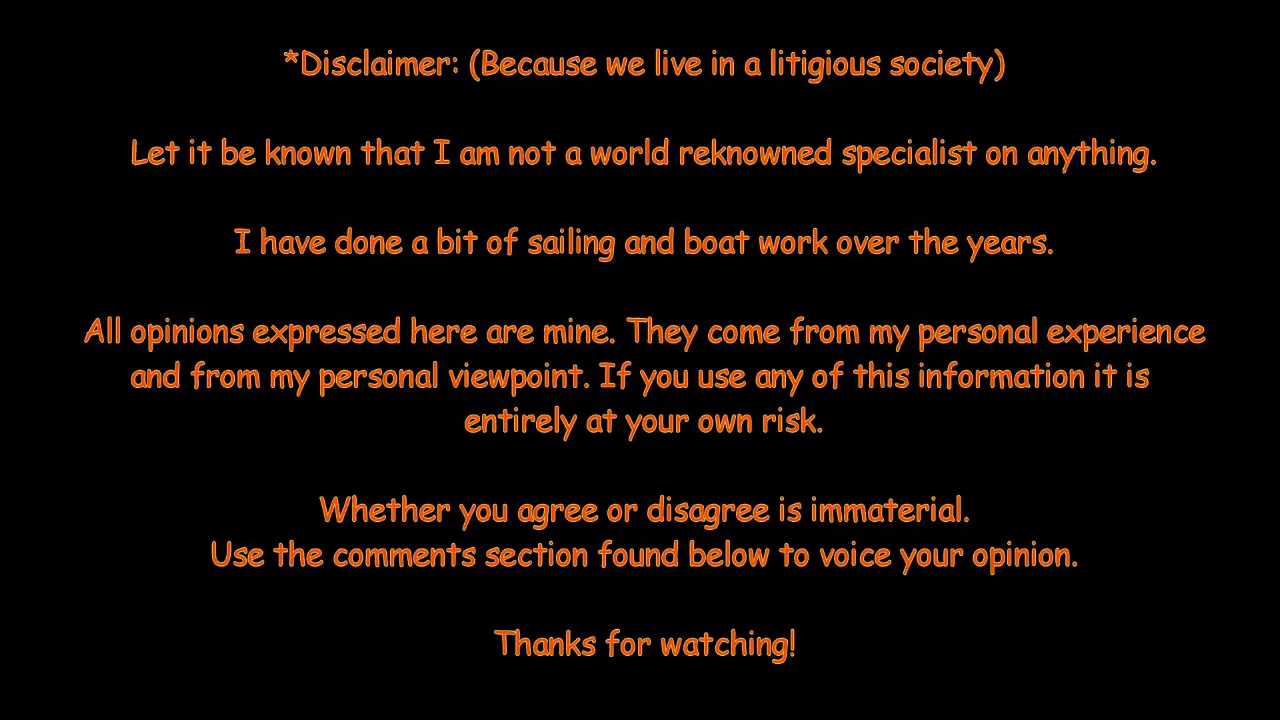 *Disclaimer: (Because we live in a litigious society)
Let it be known that I am not a world reknowned specialist on anything.
I have done a bit of sailing and boat work over the years.
All opinions expressed here are mine. They come from my personal experience
and from my personal viewpoint. If you use any of this information it is
entirely at your own risk.
Whether you agree or disagree is immaterial.
Use the comments section found below to voice your opinion.
Thanks for watching!